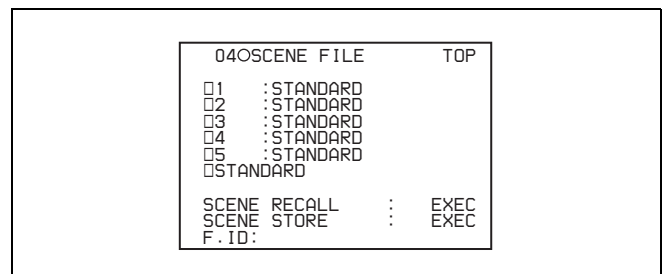 04○SCENE FILE TOP
□1 :STANDARD
□2 :STANDARD
□3 :STANDARD
□4 :STANDARD
□5 :STANDARD
□STANDARD
SCENE RECALL : EXEC
SCENE STORE : EXEC
F.ID: